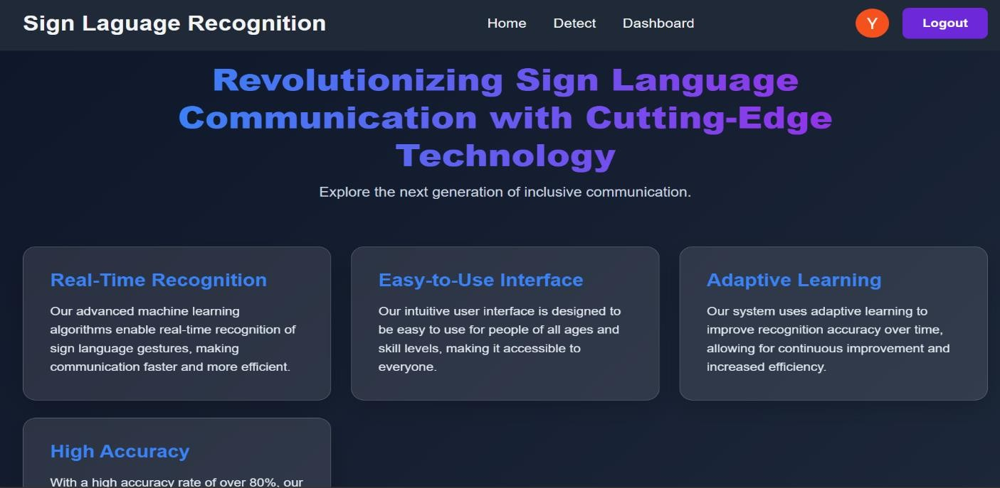 Sign Laguage Recognition
Home
Detect
Dashboard
Y
Logout
Revolutionizing Sign Language
Communication with Cutting-Edge
Technology
Explore the next generation of inclusive communication.
Real-Time Recognition
Our advanced machine learning
algorithms enable real-time recognition of
sign language gestures, making
communication faster and more efficient.
Easy-to-Use Interface
Our intuitive user interface is designed to
be easy to use for people of all ages and
skill levels, making it accessible to
everyone.
Adaptive Learning
Our system uses adaptive learning to
improve recognition accuracy over time,
allowing for continuous improvement and
increased efficiency.
High Accuracy
With a high accuracy rate of over 80%, our